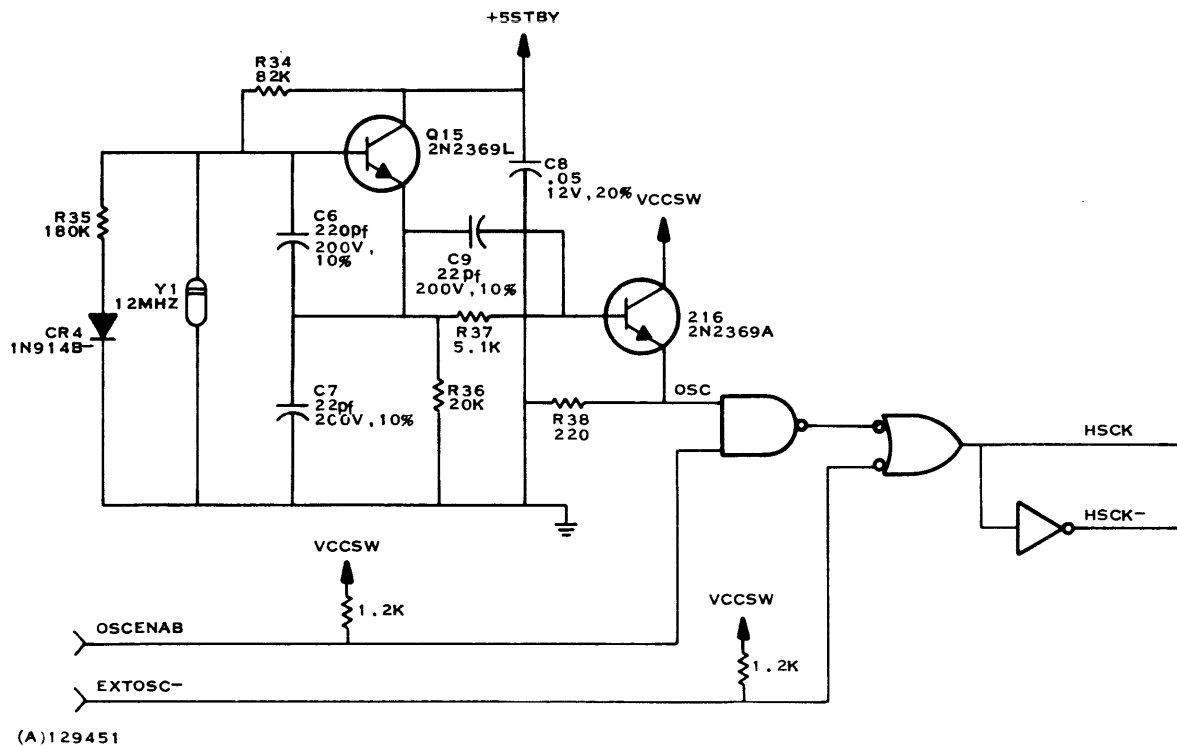 +5STBY
R34
82K
Q15
2N2369L
C8
.05
12V,20%
VCCSW
R35
180K
C6
220pf
200V,
10%
C9
22pf
200V,10%
Y1
12MHZ
216
2N2369A
CR4
1N914B
R37
5.1K
C7
22pf
200V,10%
R36
20K
OSC
R38
220
HSCK
HSCK-
VCCSW
1.2K
VCCSW
1.2K
OSCENAB
EXTOSC-
(A)129451